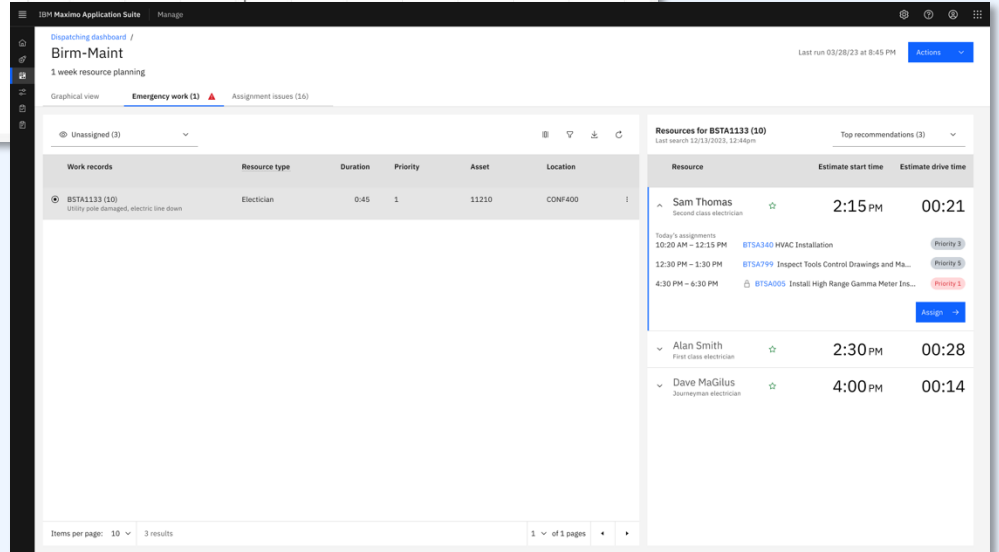 IBM Maximo Application Suite Manage
Dispatching dashboard /
Birm-Maint
1 week resource planning
Last run 03/28/23 at 8:45 PM
Actions
Graphical view Emergency work (1) Assignment issues (16)
Unassigned (3)
Work records Resource type Duration Priority Asset Location
BSTA1133 (10) Electician 0:45 1 11210 CONF400
Utility pole damaged, electric line down
Items per page: 10 3 results 1 of 1 pages
Resources for BSTA1133 (10)
Last search 12/13/2023, 12:44pm
Top recommendations (3)
Resource Estimate start time Estimate drive time
Sam Thomas 2:15 PM 00:21
Second class electrician
Today's assignments
10:20 AM – 12:15 PM BTSA340 HVAC Installation Priority 3
12:30 PM – 1:30 PM BTSA799 Inspect Tools Control Drawings and Ma... Priority 5
4:30 PM – 6:30 PM BTSA005 Install High Range Gamma Meter Ins... Priority 1
Assign
Alan Smith 2:30 PM 00:28
First class electrician
Dave MaGilus 4:00 PM 00:14
Journeyman electrician